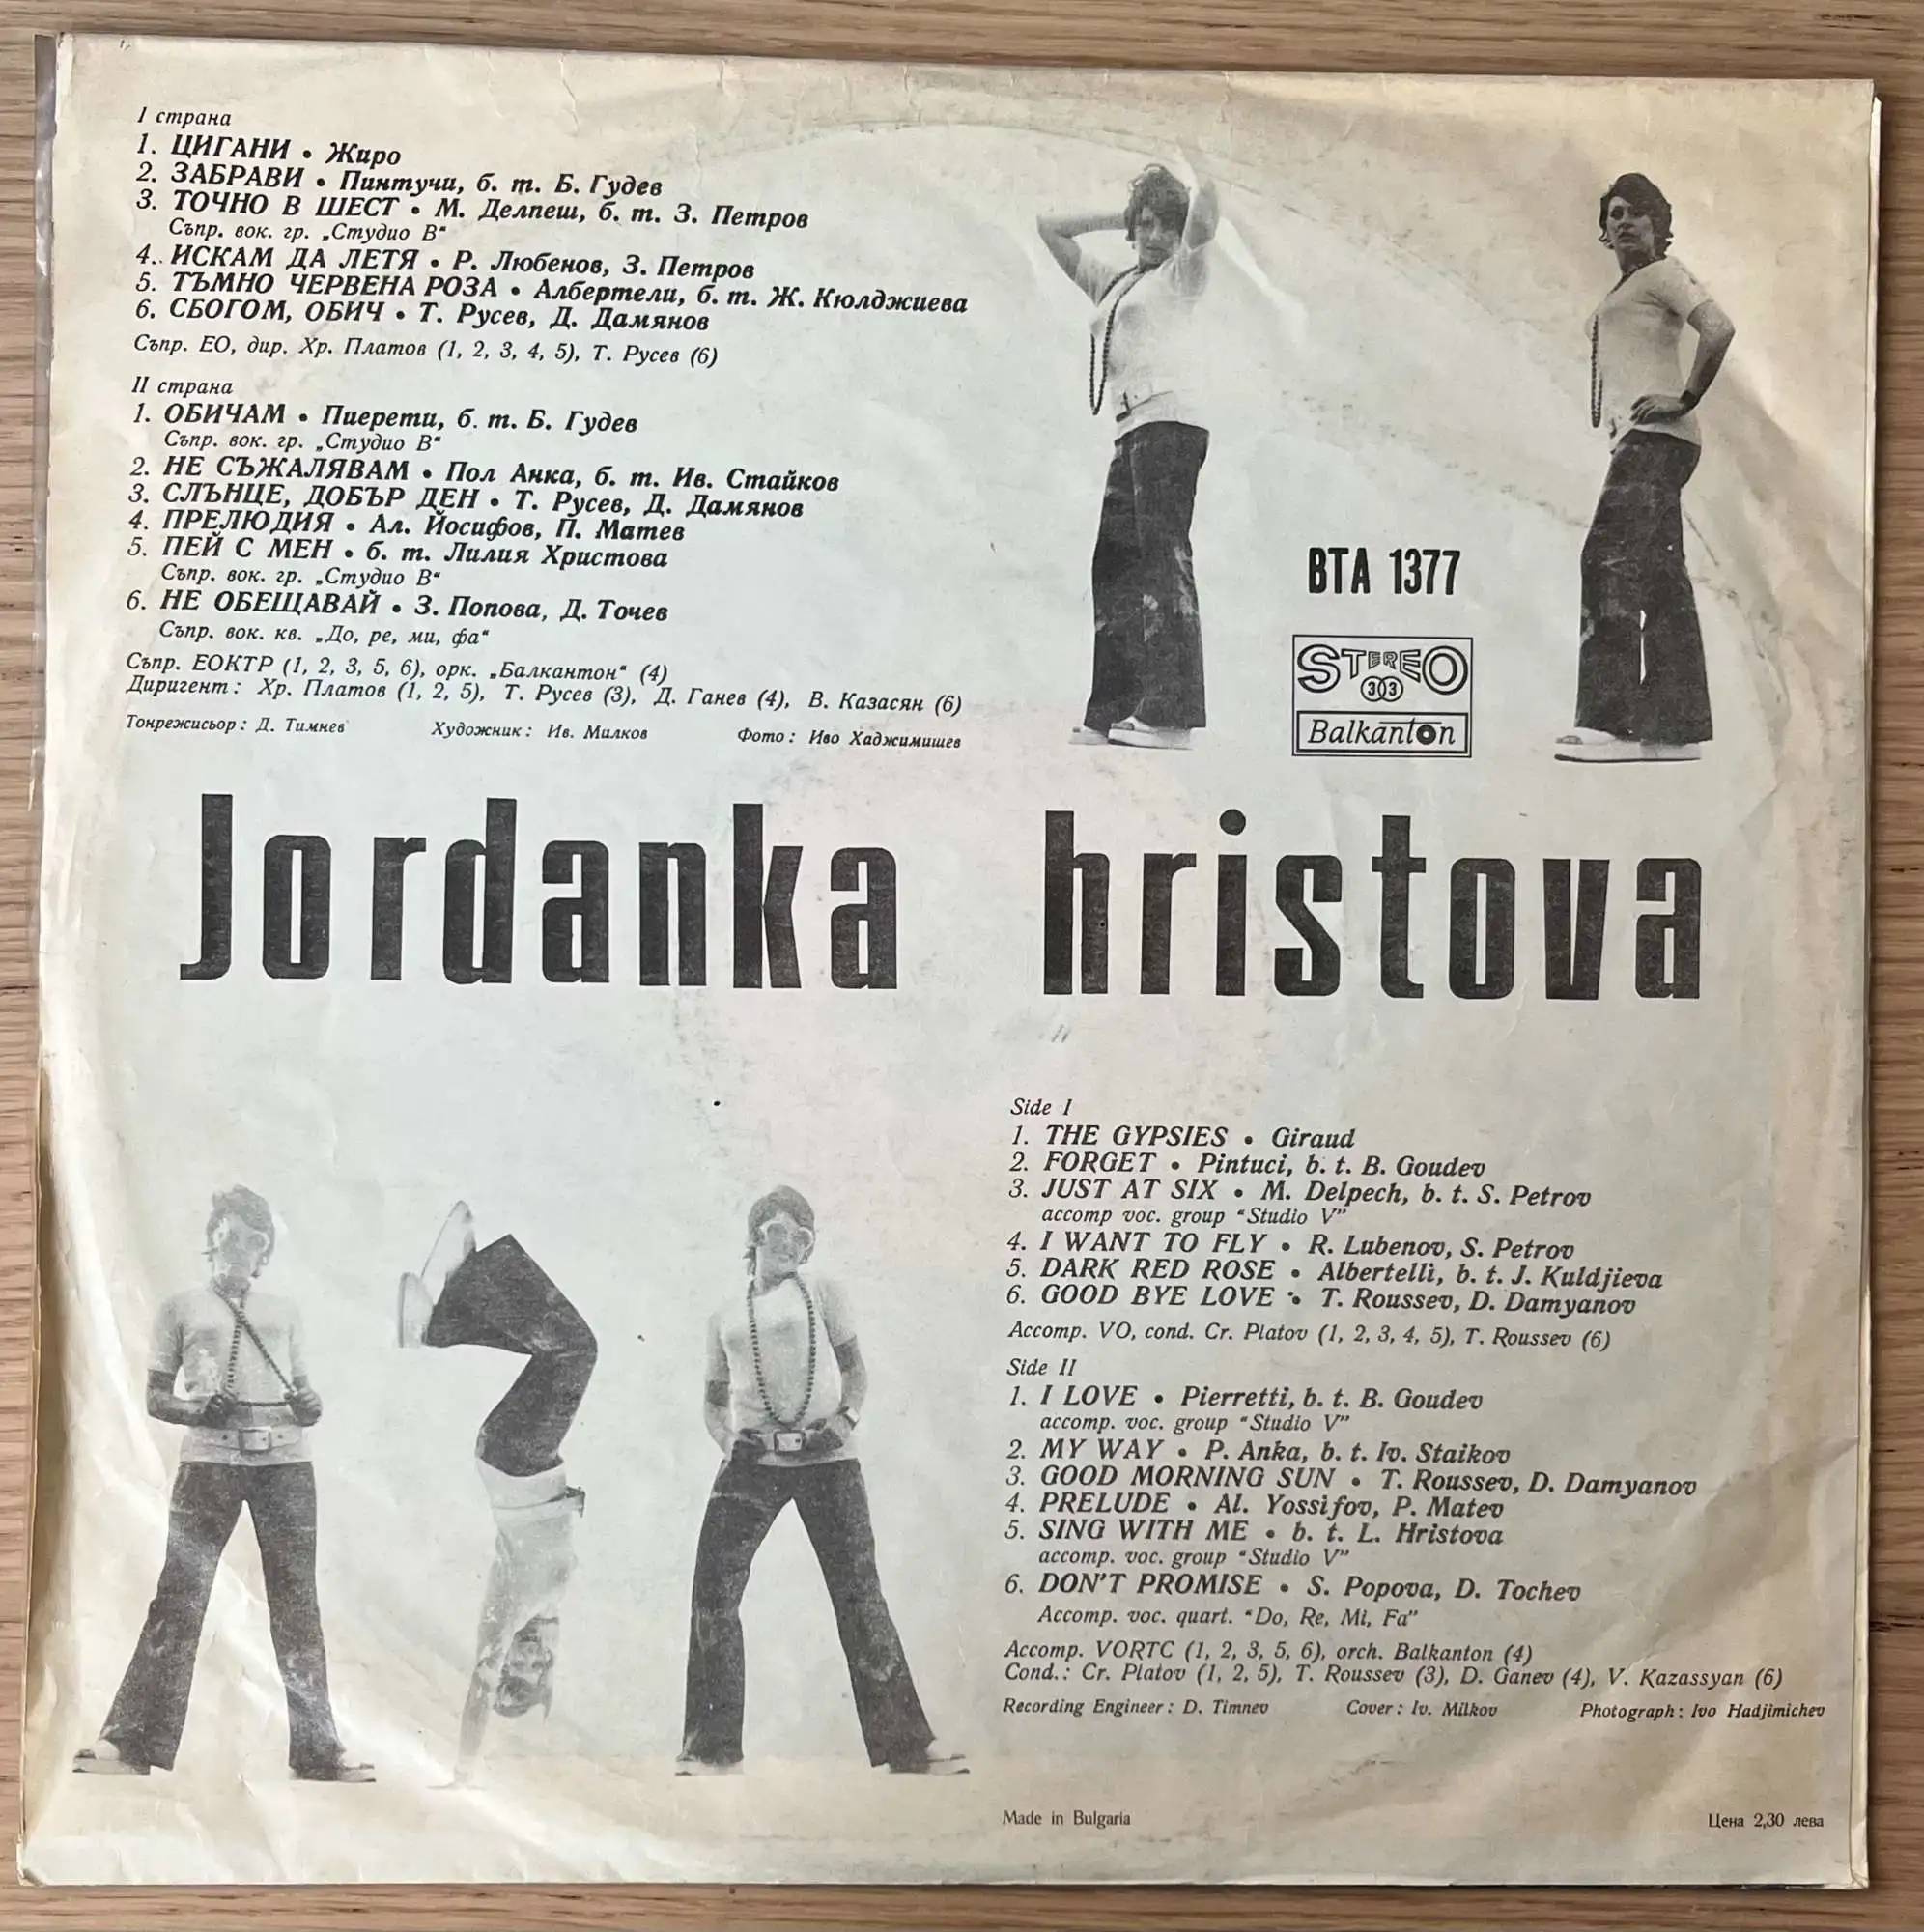 I страна
1. ЦИГАНИ • Жиро
2. ЗАБРАВИ • Пинтучи, б. т. Б. Гудев
3. ТОЧНО В ШЕСТ • М. Делпеш, б. т. З. Петров
Съпр. вок. гр. „Студио В“
4. ИСКАМ ДА ЛЕТЯ • Р. Любенов, З. Петров
5. ТЪМНО ЧЕРВЕНА РОЗА • Албертели, б. т. Ж. Кюлджиева
6. СБОГОМ, ОБИЧ • Т. Русев, Д. Дамянов
Съпр. ЕО, дир. Хр. Платов (1, 2, 3, 4, 5), Т. Русев (6)
II страна
1. ОБИЧАМ • Пиерети, б. т. Б. Гудев
Съпр. вок. гр. „Студио В“
2. НЕ СЪЖАЛЯВАМ • Пол Анка, б. т. Ив. Стайков
3. СЛЪНЦЕ, ДОБЪР ДЕН • Т. Русев, Д. Дамянов
4. ПРЕЛЮДИЯ • Ал. Йосифов, П. Матев
5. ПЕЙ С МЕН • б. т. Лилия Христова
Съпр. вок. гр. „Студио В“
6. НЕ ОБЕЩАВАЙ • З. Попова, Д. Точев
Съпр. вок. кв. „До, ре, ми, фа“
Съпр. ЕОКТР (1, 2, 3, 5, 6), орк. „Балкантон“ (4)
Диригент: Хр. Платов (1, 2, 5), Т. Русев (3), Д. Ганев (4), В. Казасян (6)
Тонрежисьор: Д. Тимнев Художник: Ив. Милков Фото: Иво Хаджимишев
ВТА 1377
STEREO
33
Balkanton
Jordanka hristova
Side I
1. THE GYPSIES • Giraud
2. FORGET • Pintuci, b. t. B. Goudev
3. JUST AT SIX • M. Delpech, b. t. S. Petrov
accomp voc. group “Studio V”
4. I WANT TO FLY • R. Lubenov, S. Petrov
5. DARK RED ROSE • Albertelli, b. t. J. Kuldjieva
6. GOOD BYE LOVE • T. Roussev, D. Damyanov
Accomp. VO, cond. Cr. Platov (1, 2, 3, 4, 5), T. Roussev (6)
Side II
1. I LOVE • Pierretti, b. t. B. Goudev
accomp. voc. group “Studio V”
2. MY WAY • P. Anka, b. t. Iv. Staikov
3. GOOD MORNING SUN • T. Roussev, D. Damyanov
4. PRELUDE • Al. Yossifov, P. Matev
5. SING WITH ME • b. t. L. Hristova
accomp. voc. group “Studio V”
6. DON'T PROMISE • S. Popova, D. Tochev
Accomp. voc. quart. “Do, Re, Mi, Fa”
Accomp. VORTC (1, 2, 3, 5, 6), orch. Balkanton (4)
Cond.: Cr. Platov (1, 2, 5), T. Roussev (3), D. Ganev (4), V. Kazassyan (6)
Recording Engineer: D. Timnev Cover: Iv. Milkov Photograph: Ivo Hadjimichev
Made in Bulgaria Цена 2,30 лева